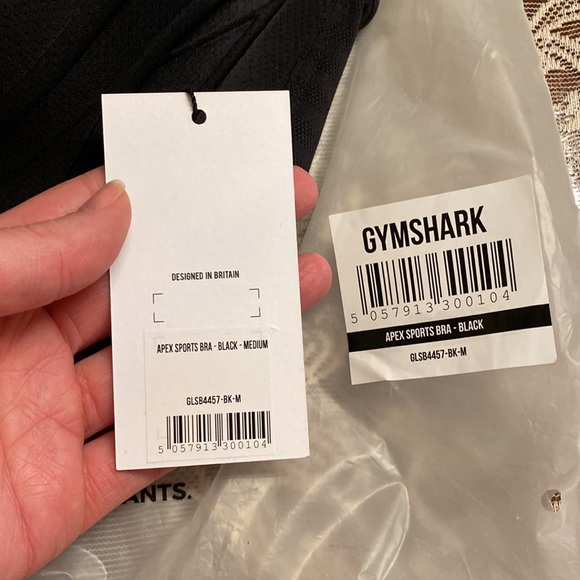 DESIGNED IN BRITAIN
APEX SPORTS BRA - BLACK - MEDIUM
GLSB4457-BK-M
5 057913 300104
GYMSHARK
5 057913 300104
APEX SPORTS BRA - BLACK
GLSB4457-BK-M
ANTS.